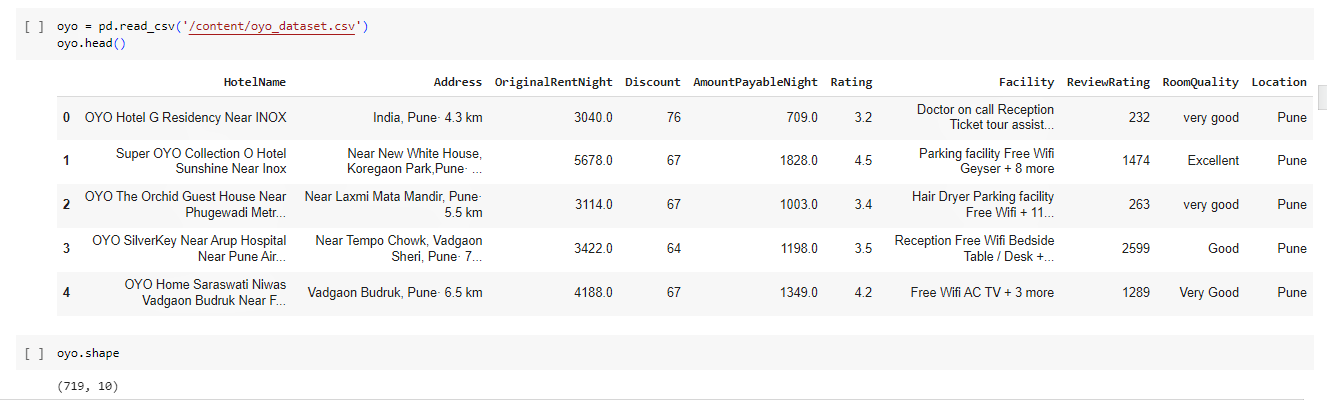 [ ] oyo = pd.read_csv('/content/oyo_dataset.csv')
oyo.head()
HotelName Address OriginalRentNight Discount AmountPayableNight Rating Facility ReviewRating RoomQuality Location
0 OYO Hotel G Residency Near INOX India, Pune· 4.3 km 3040.0 76 709.0 3.2 Doctor on call Reception Ticket tour assist... 232 very good Pune
1 Super OYO Collection O Hotel Sunshine Near Inox Near New White House, Koregaon Park,Pune· ... 5678.0 67 1828.0 4.5 Parking facility Free Wifi Geyser + 8 more 1474 Excellent Pune
2 OYO The Orchid Guest House Near Phugewadi Metr... Near Laxmi Mata Mandir, Pune· 5.5 km 3114.0 67 1003.0 3.4 Hair Dryer Parking facility Free Wifi + 11... 263 very good Pune
3 OYO SilverKey Near Arup Hospital Near Pune Air... Near Tempo Chowk, Vadgaon Sheri, Pune· 7... 3422.0 64 1198.0 3.5 Reception Free Wifi Bedside Table / Desk +... 2599 Good Pune
4 OYO Home Saraswati Niwas Vadgaon Budruk Near F... Vadgaon Budruk, Pune· 6.5 km 4188.0 67 1349.0 4.2 Free Wifi AC TV + 3 more 1289 Very Good Pune
[ ] oyo.shape
(719, 10)